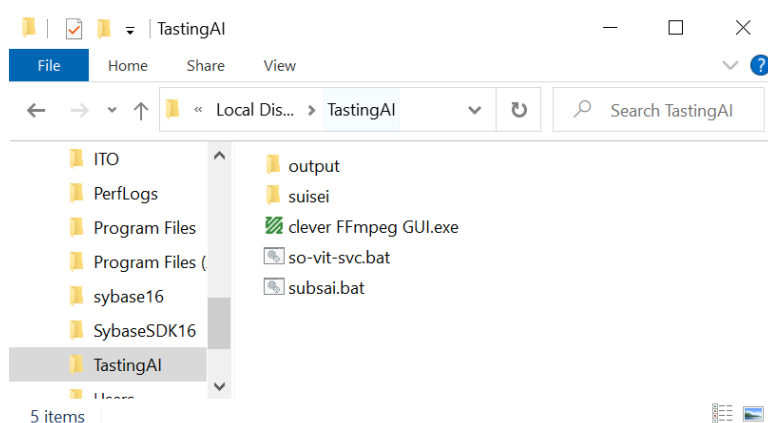 TastingAI
File Home Share View
« Local Dis... > TastingAI Search TastingAI
ITO
PerfLogs
Program Files
Program Files (
sybase16
SybaseSDK16
TastingAI
Users
output
suisei
clever FFmpeg GUI.exe
so-vit-svc.bat
subsai.bat
5 items